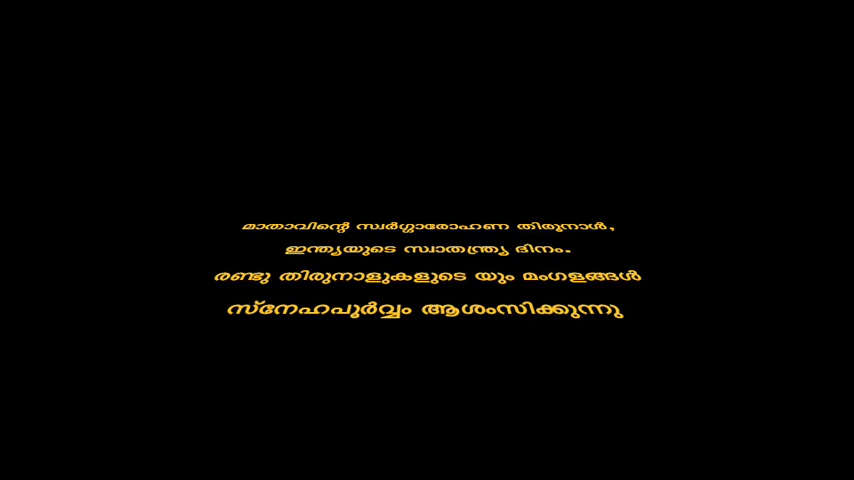 മാതാവിന്റെ സ്വർഗ്ഗാരോഹണ തിരുനാൾ,
ഇന്ത്യയുടെ സ്വാതന്ത്ര്യ ദിനം.
രണ്ടു തിരുനാളുകളുടെ യും മംഗളങ്ങൾ
സ്നേഹപൂർവ്വം ആശംസിക്കുന്നു